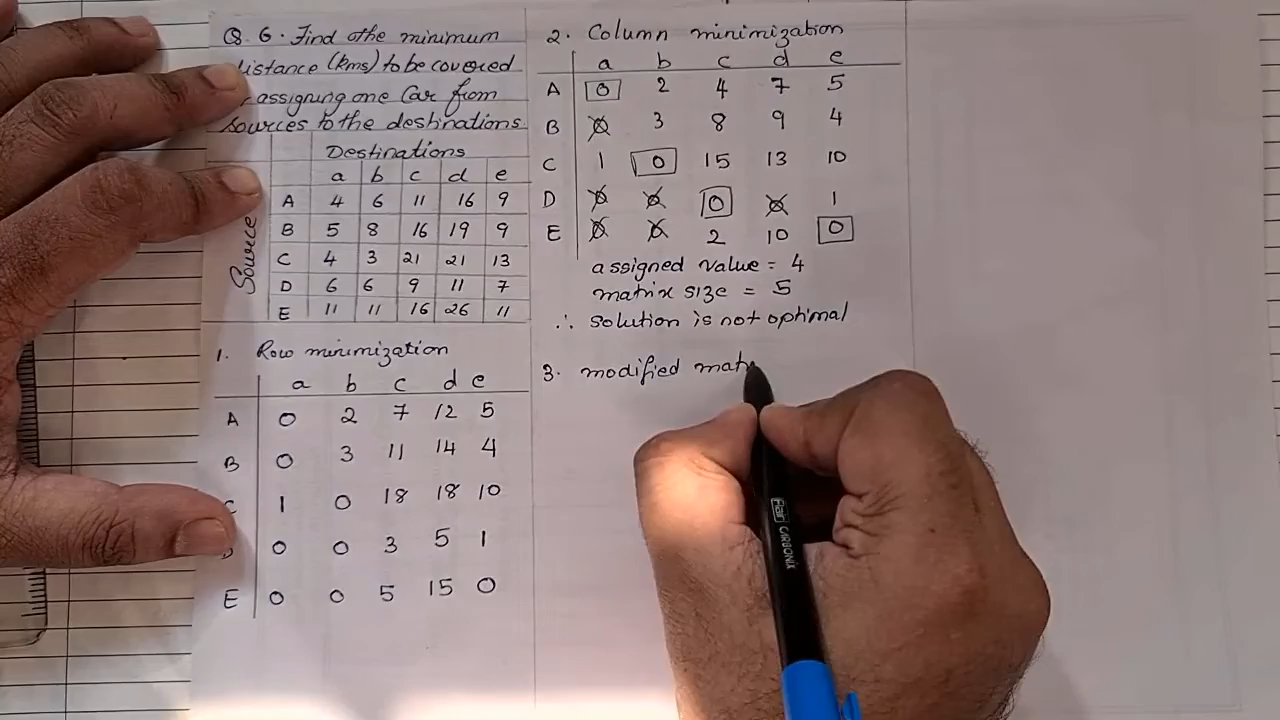 Q. 6. Find the minimum
distance (kms) to be covered
assigning one Car from
sources to the destinations.
Destinations
a b c d e
Source
A 4 6 11 16 9
B 5 8 16 19 9
C 4 3 21 21 13
D 6 6 9 11 7
E 11 11 16 26 11
1. Row minimization
a b c d e
A 0 2 7 12 5
B 0 3 11 14 4
C 1 0 18 18 10
D 0 0 3 5 1
E 0 0 5 15 0
2. Column minimization
a b c d e
A 0 2 4 7 5
B 0 3 8 9 4
C 1 0 15 13 10
D 0 0 0 0 1
E 0 0 2 10 0
assigned value = 4
matrix size = 5
∴ solution is not optimal
3. modified mat
Flair CARBONIX